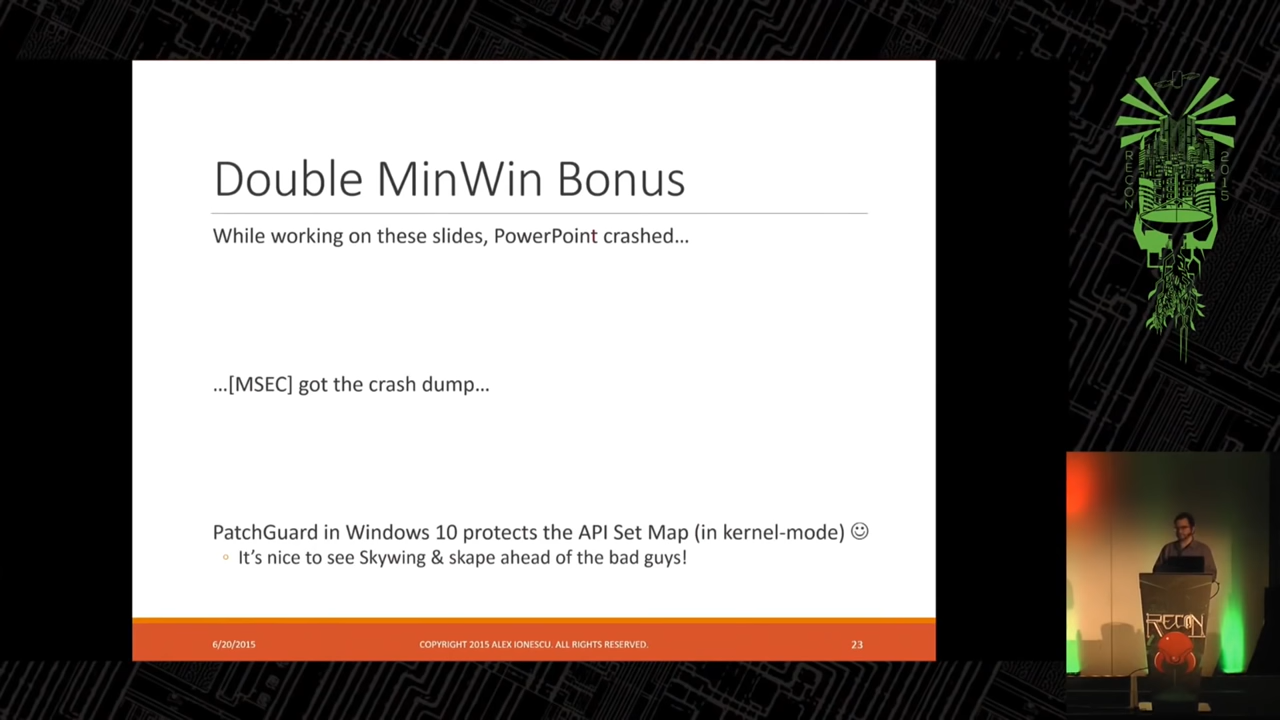 Double MinWin Bonus
While working on these slides, PowerPoint crashed…
…[MSEC] got the crash dump…
PatchGuard in Windows 10 protects the API Set Map (in kernel-mode) ☺
It's nice to see Skywing & skape ahead of the bad guys!
6/20/2015 COPYRIGHT 2015 ALEX IONESCU. ALL RIGHTS RESERVED. 23
RECON
2015
RECON